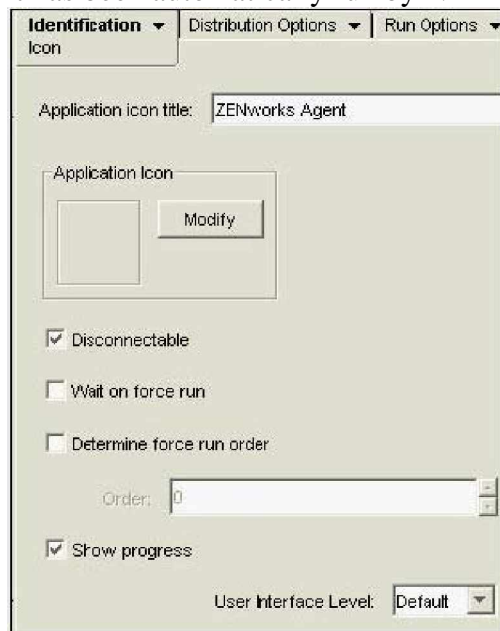 Identification Distribution Options Run Options
Icon
Application icon title: ZENworks Agent
Application Icon
Modify
Disconnectable
Wait on force run
Determine force run order
Order: 0
Show progress
User Interface Level: Default